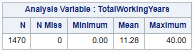 Analysis Variable : TotalWorkingYears
N N Miss Minimum Mean Maximum
1470 0 0.00 11.28 40.00